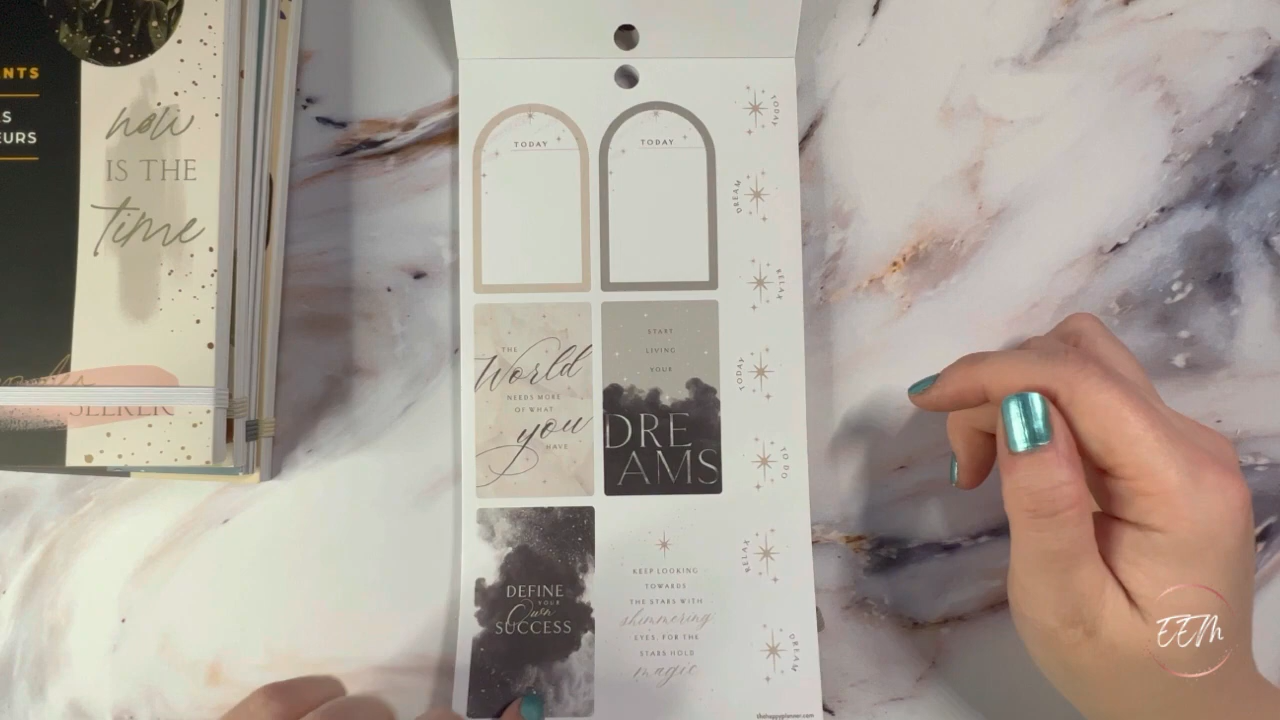 NTS
S
EURS
now
IS THE
time
SEEKER
TODAY
TODAY
THE
World
NEEDS MORE
OF WHAT
you
HAVE
START
LIVING
YOUR
DRE
AMS
DEFINE
YOUR
Own
SUCCESS
KEEP LOOKING
TOWARDS
THE STARS WITH
shimmering
EYES, FOR THE
STARS HOLD
magic
TODAY
DREAM
RELAX
TODAY
TO DO
RELAX
DREAM
thehappyplanner.com
EEM